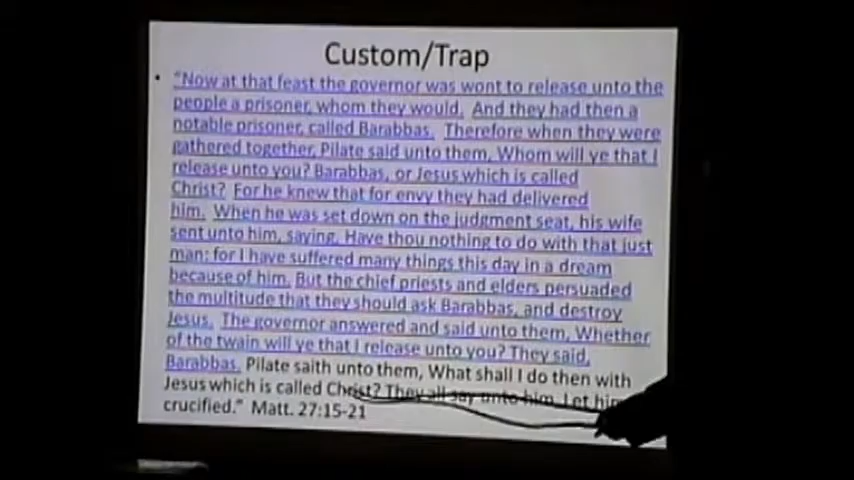 Custom/Trap
• "Now at that feast the governor was wont to release unto the
people a prisoner, whom they would. And they had then a
notable prisoner, called Barabbas. Therefore when they were
gathered together, Pilate said unto them, Whom will ye that I
release unto you? Barabbas, or Jesus which is called
Christ? For he knew that for envy they had delivered
him. When he was set down on the judgment seat, his wife
sent unto him, saying, Have thou nothing to do with that just
man: for I have suffered many things this day in a dream
because of him. But the chief priests and elders persuaded
the multitude that they should ask Barabbas, and destroy
Jesus. The governor answered and said unto them, Whether
of the twain will ye that I release unto you? They said,
Barabbas. Pilate saith unto them, What shall I do then with
Jesus which is called Christ? They all say unto him, Let him
crucified." Matt. 27:15-21